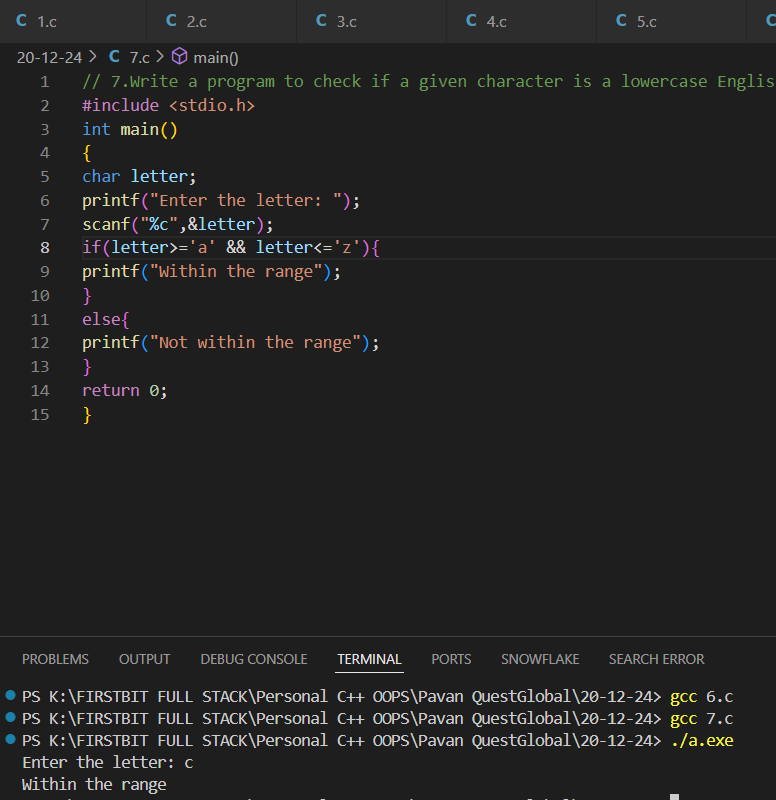 C 1.c C 2.c C 3.c C 4.c C 5.c C
20-12-24 > C 7.c > main()
1 // 7.Write a program to check if a given character is a lowercase Englis
2 #include <stdio.h>
3 int main()
4 {
5 char letter;
6 printf("Enter the letter: ");
7 scanf("%c",&letter);
8 if(letter>='a' && letter<='z'){
9 printf("Within the range");
10 }
11 else{
12 printf("Not within the range");
13 }
14 return 0;
15 }
PROBLEMS OUTPUT DEBUG CONSOLE TERMINAL PORTS SNOWFLAKE SEARCH ERROR
PS K:\FIRSTBIT FULL STACK\Personal C++ OOPS\Pavan QuestGlobal\20-12-24> gcc 6.c
PS K:\FIRSTBIT FULL STACK\Personal C++ OOPS\Pavan QuestGlobal\20-12-24> gcc 7.c
PS K:\FIRSTBIT FULL STACK\Personal C++ OOPS\Pavan QuestGlobal\20-12-24> ./a.exe
Enter the letter: c
Within the range